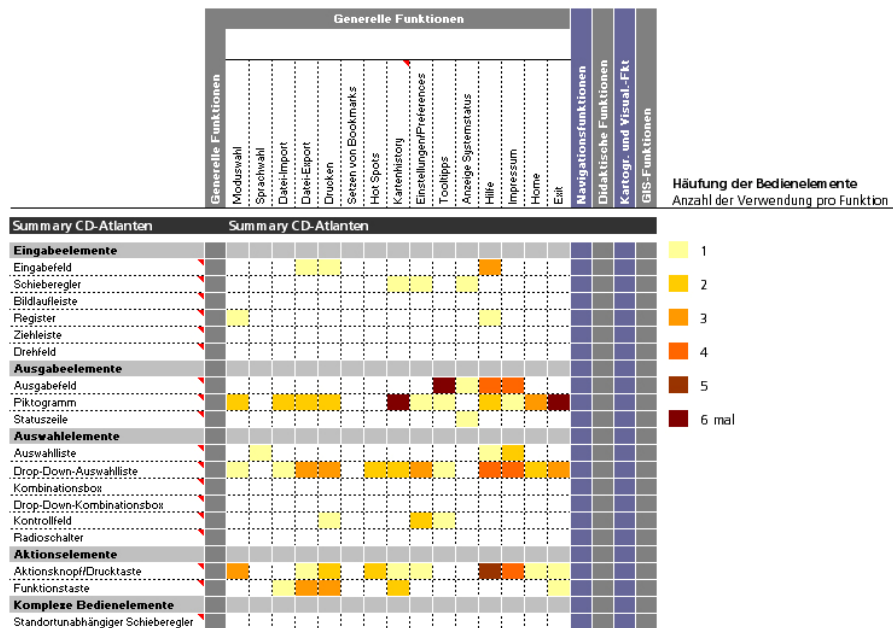 Generelle Funktionen
Generelle Funktionen
Moduswahl
Sprachwahl
Datei-Import
Datei-Export
Drucken
Setzen von Bookmarks
Hot Spots
Kartenhistory
Einstellungen/Preferences
Tooltipps
Anzeige Systemstatus
Hilfe
Impressum
Home
Exit
Navigationsfunktionen
Didaktische Funktionen
Kartogr. und Visual.-Fkt
GIS-Funktionen
Häufung der Bedienelemente
Anzahl der Verwendung pro Funktion
Summary CD-Atlanten Summary CD-Atlanten
Eingabeelemente
Eingabefeld
Schieberegler
Bildlaufleiste
Register
Ziehleiste
Drehfeld
Ausgabeelemente
Ausgabefeld
Piktogramm
Statuszeile
Auswahlelemente
Auswahlliste
Drop-Down-Auswahlliste
Kombinationsbox
Drop-Down-Kombinationsbox
Kontrollfeld
Radioschalter
Aktionselemente
Aktionsknopf/Drucktaste
Funktionstaste
Komplexe Bedienelemente
Standortunabhängiger Schieberegler
1
2
3
4
5
6 mal